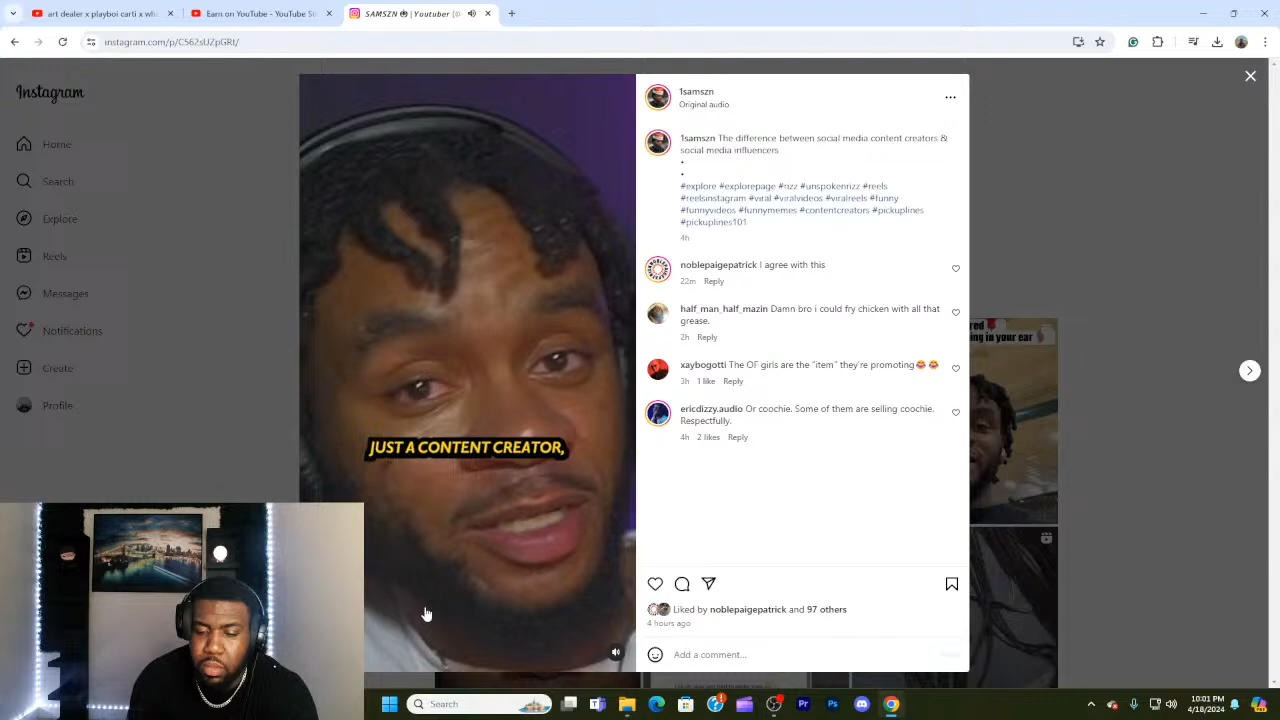 art dealer x playboi carti x who
Earn on YouTube - YouTube St
SAMSZN
| Youtuber (@
instagram.com/p/C562sUZpGRt/
Instagram
Home
Search
Explore
Reels
Messages
Notifications
Create
Profile
JUST A CONTENT CREATOR,
1samszn
Original audio
1samszn The difference between social media content creators &
social media influencers
•
•
#explore #explorepage #rizz #unspokenrizz #reels
#reelsinstagram #viral #viralvideos #viralreels #funny
#funnyvideos #funnymemes #contentcreators #pickuplines
#pickuplines101
4h
noblepaigepatrick I agree with this
22m Reply
half_man_half_mazin Damn bro i could fry chicken with all that
grease.
2h Reply
xaybogotti The OF girls are the “item” they’re promoting😂😂
3h 1 like Reply
ericdizzy.audio Or coochie. Some of them are selling coochie.
Respectfully.
4h 2 likes Reply
Liked by noblepaigepatrick and 97 others
4 hours ago
Add a comment...
ing in your ear
Search
10:01 PM
4/18/2024